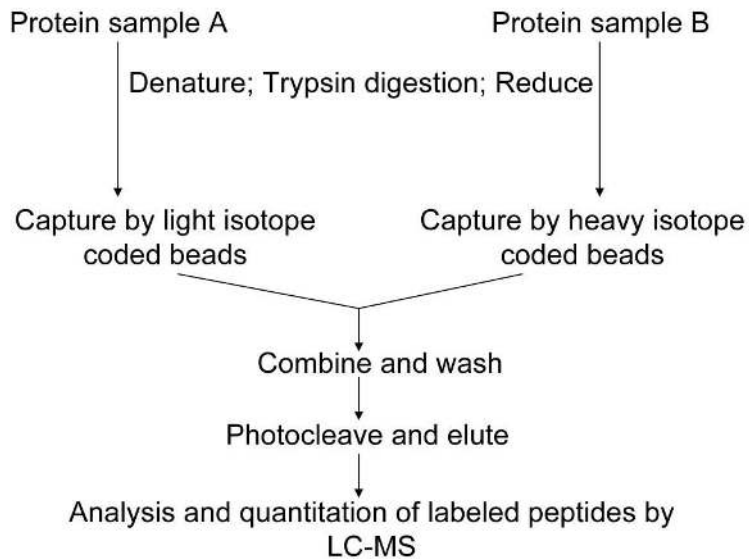 Protein sample A
Protein sample B
Denature; Trypsin digestion; Reduce
Capture by light isotope
coded beads
Capture by heavy isotope
coded beads
Combine and wash
Photocleave and elute
Analysis and quantitation of labeled peptides by
LC-MS